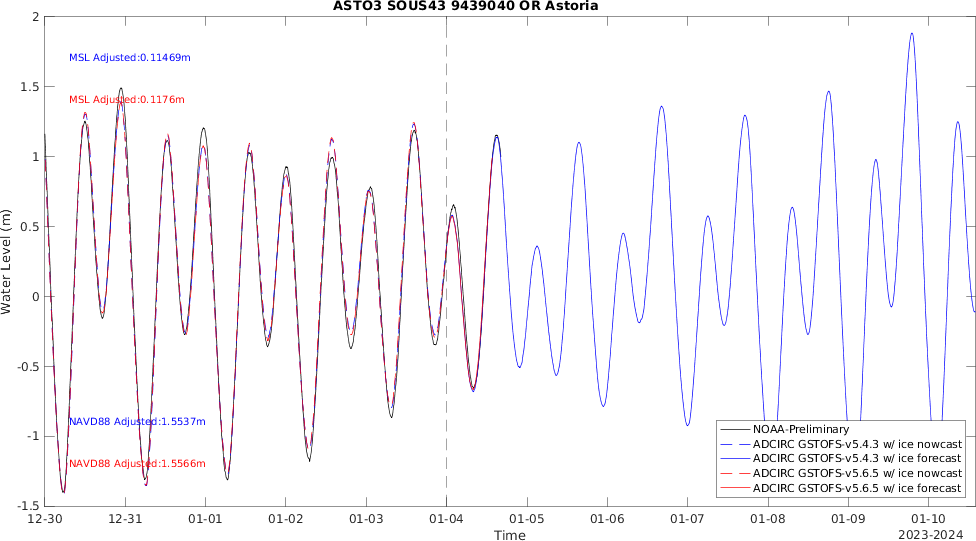 ASTO3 SOUS43 9439040 OR Astoria
2
1.5
1
0.5
0
-0.5
-1
-1.5
Water Level (m)
MSL Adjusted:0.11469m
MSL Adjusted:0.1176m
NAVD88 Adjusted:1.5537m
NAVD88 Adjusted:1.5566m
NOAA-Preliminary
ADCIRC GSTOFS-v5.4.3 w/ ice nowcast
ADCIRC GSTOFS-v5.4.3 w/ ice forecast
ADCIRC GSTOFS-v5.6.5 w/ ice nowcast
ADCIRC GSTOFS-v5.6.5 w/ ice forecast
12-30 12-31 01-01 01-02 01-03 01-04 01-05 01-06 01-07 01-08 01-09 01-10
Time
2023-2024